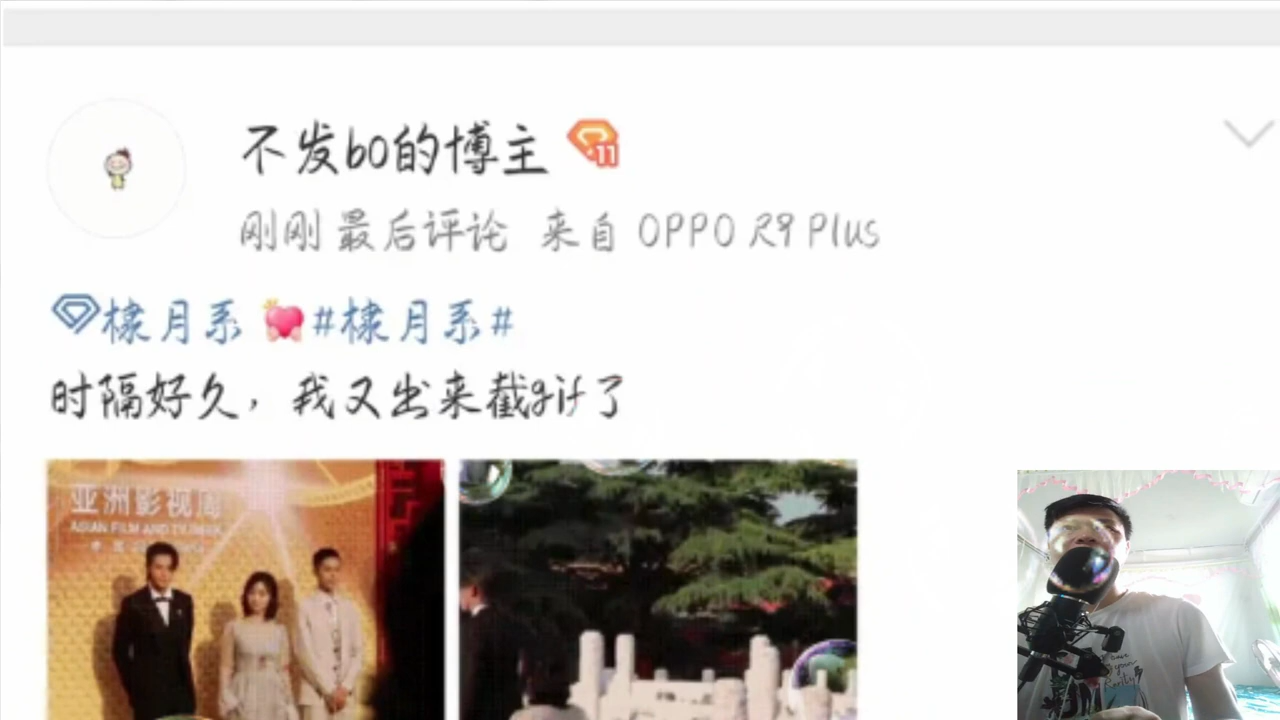 不发bo的博主
11
刚刚 最后评论 来自 OPPO R9 Plus
棣月系 #棣月系#
时隔好久，我又出来截gif了
亚洲影视周
ASIAN FILM AND TV WEEK